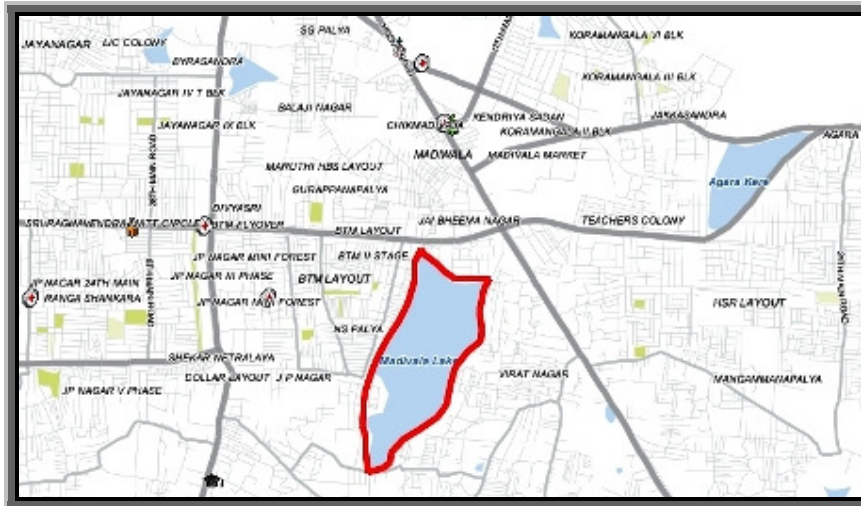 SG PALYA
KORAMANGALA VI BLK
JAYANAGAR
LIC COLONY
BYRAGANDRA
KORAMANGALA III BLK
JAYANAGAR IV T BLK
BALAJI NAGAR
KENDRIYA SADAN
JAKKASANDRA
JAYANAGAR IX BLK
KORAMANGALA II BLK
AGARA
MADIWALA
MADIVALA MARKET
MARUTHI HBS LAYOUT
Agara Kere
GURAPPANAPALYA
DIVYASRI
JAI BHEEMA NAGAR
TEACHERS COLONY
BTM FLYOVER
BTM LAYOUT
JP NAGAR MINI FOREST
BTM II STAGE
JP NAGAR III PHASE
BTM LAYOUT
JP NAGAR 24TH MAIN
RANGA SHANKARA
JP NAGAR MINI FOREST
HSR LAYOUT
NS PALYA
SHEKAR NETRALAYA
Madivala Lake
DOLLAR LAYOUT
J P NAGAR
VIRAT NAGAR
MANGAMMANAPALYA
JP NAGAR V PHASE